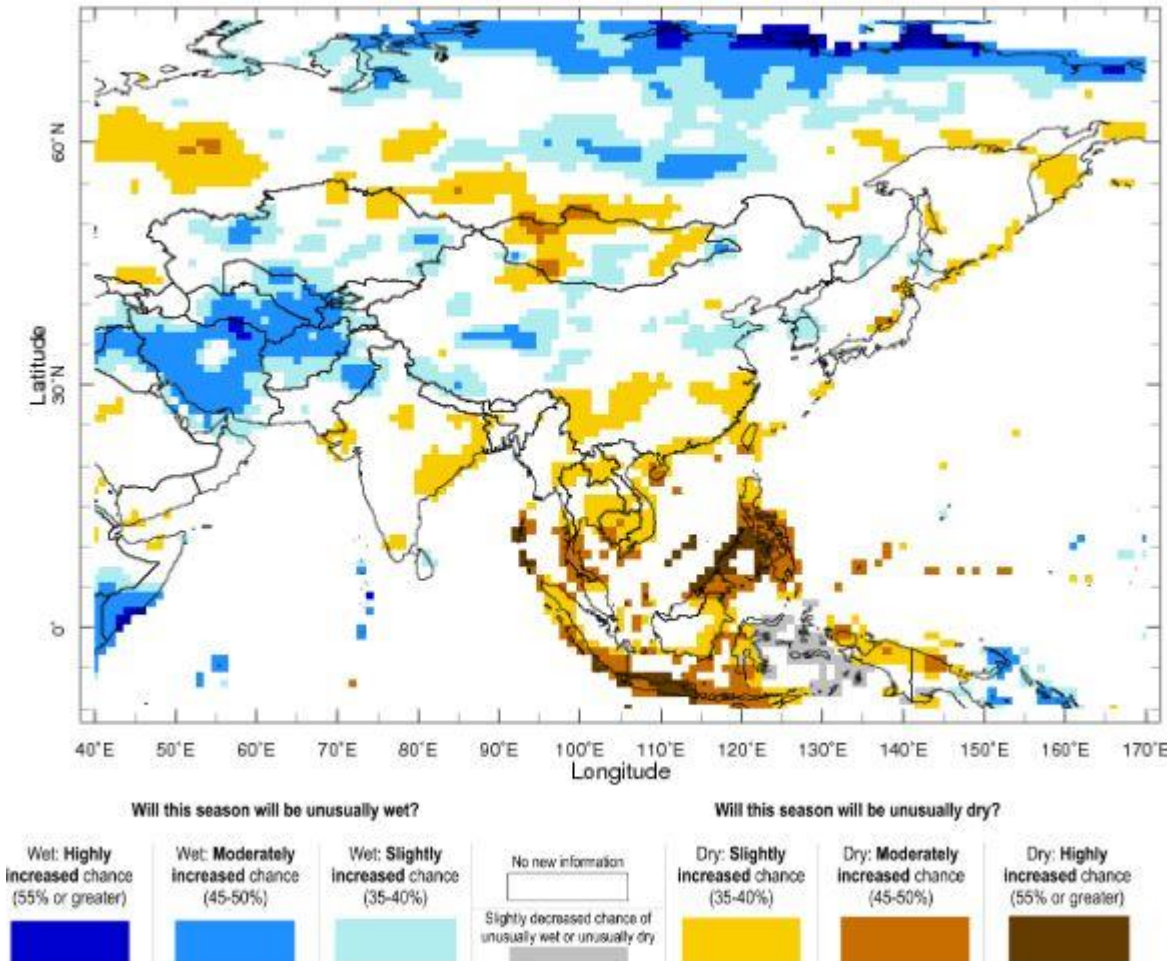 60°N
30°N
0°
Latitude
40°E 50°E 60°E 70°E 80°E 90°E 100°E 110°E 120°E 130°E 140°E 150°E 160°E 170°E
Longitude
Will this season will be unusually wet?
Wet: Highly
increased chance
(55% or greater)
Wet: Moderately
increased chance
(45-50%)
Wet: Slightly
increased chance
(35-40%)
No new information
Slightly decreased chance of
unusually wet or unusually dry
Will this season will be unusually dry?
Dry: Slightly
increased chance
(35-40%)
Dry: Moderately
increased chance
(45-50%)
Dry: Highly
increased chance
(55% or greater)